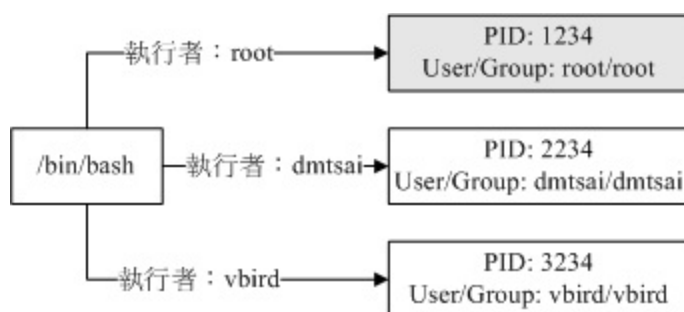 執行者：root
PID: 1234
User/Group: root/root
/bin/bash
執行者：dmtsai
PID: 2234
User/Group: dmtsai/dmtsai
執行者：vbird
PID: 3234
User/Group: vbird/vbird